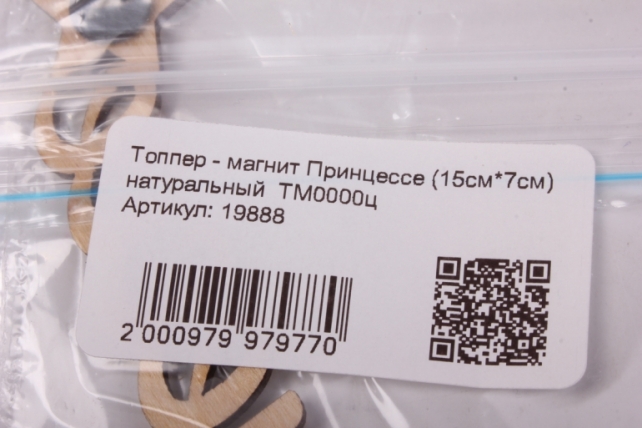 Топпер - магнит Принцессе (15см*7см)
натуральный ТМ0000ц
Артикул: 19888
2 000979 979770